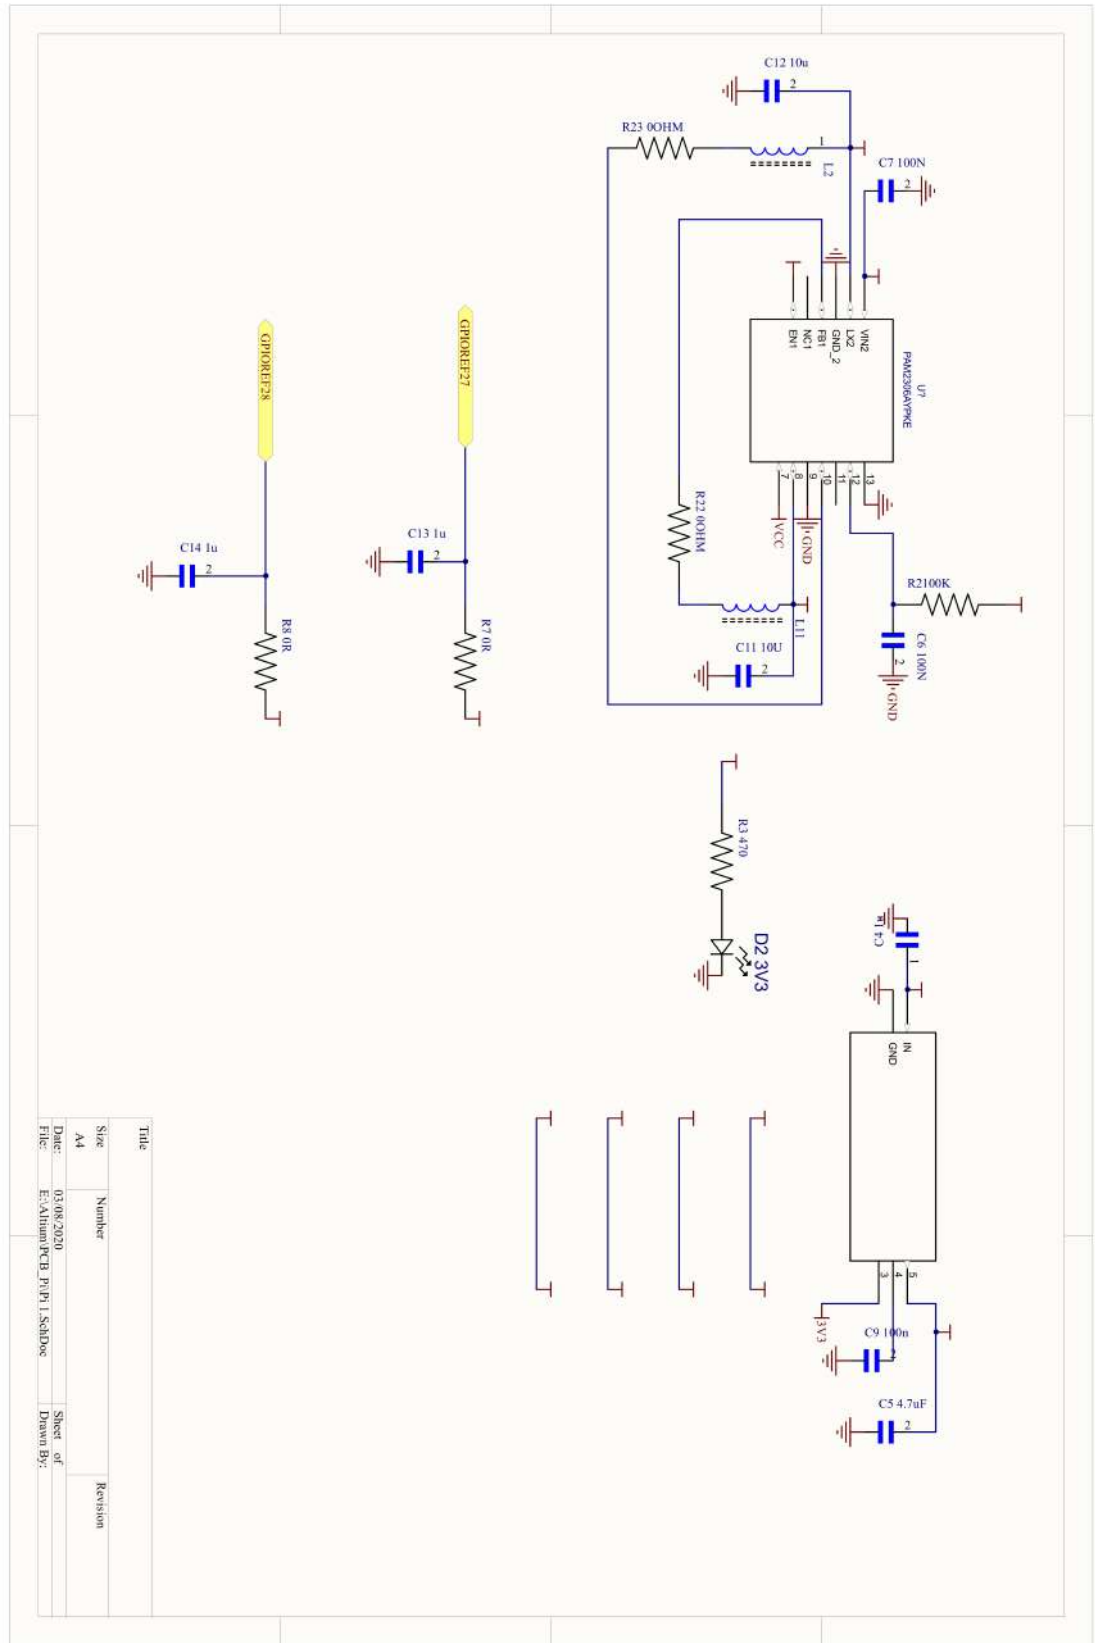 C12 10u
2
R23 0OHM
1
L2
C7 100N
2
U?
PAM2306AYPKE
VIN2
LX2
GND_2
FB1
NC1
EN1
13
12
11
10
9
8
7
VCC
GND
R22 0OHM
L11
C11 10U
2
R2100K
C6 100N
2
GND
GPIOREF27
GPIOREF28
C13 1u
2
C14 1u
2
R7 0R
R8 0R
R3 470
D2 3V3
C4 1u
1
IN
GND
5
4
3
3V3
C9 100n
2
C5 4.7uF
2
Title
Size
Number
Revision
A4
Date:
03/08/2020
Sheet of
File:
E:\Altium\PCB_Pi\Pi 1.SchDoc
Drawn By: